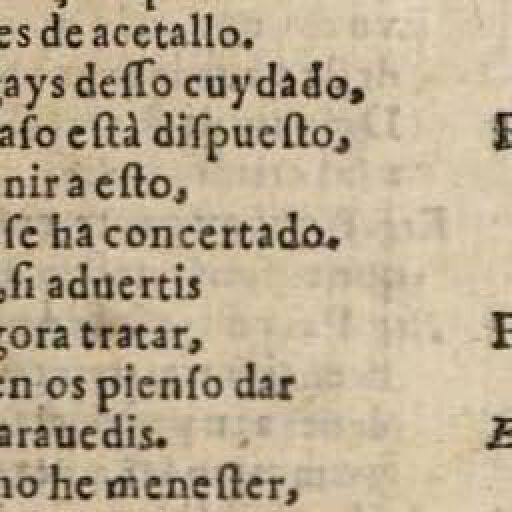 es de acetallo.
ays deſſo cuydado,
aſo eſtà diſpueſto,
nir a eſto,
ſe ha concertado.
,ſi aduertis
gora tratar,
en os pienſo dar
arauedis.
no he meneſter,